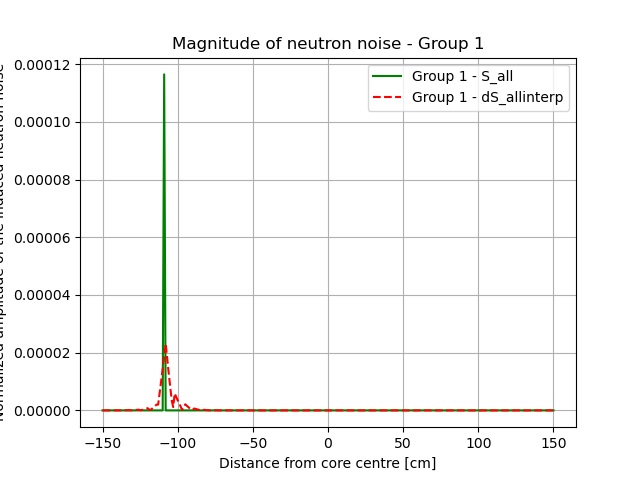 Magnitude of neutron noise - Group 1
Group 1 - S_all
Group 1 - dS_allinterp
0.00012
0.00010
0.00008
0.00006
0.00004
0.00002
0.00000
−150
−100
−50
0
50
100
150
Distance from core centre [cm]
Normalized amplitude of the induced neutron noise